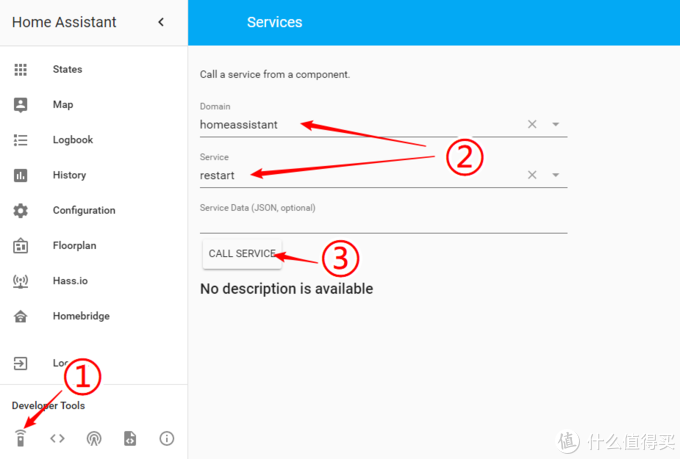 Home Assistant
Services
States
Map
Logbook
History
Configuration
Floorplan
Hass.io
Homebridge
Developer Tools
Call a service from a component.
Domain
homeassistant
Service
restart
Service Data (JSON, optional)
CALL SERVICE
No description is available
①
②
③
值 什么值得买